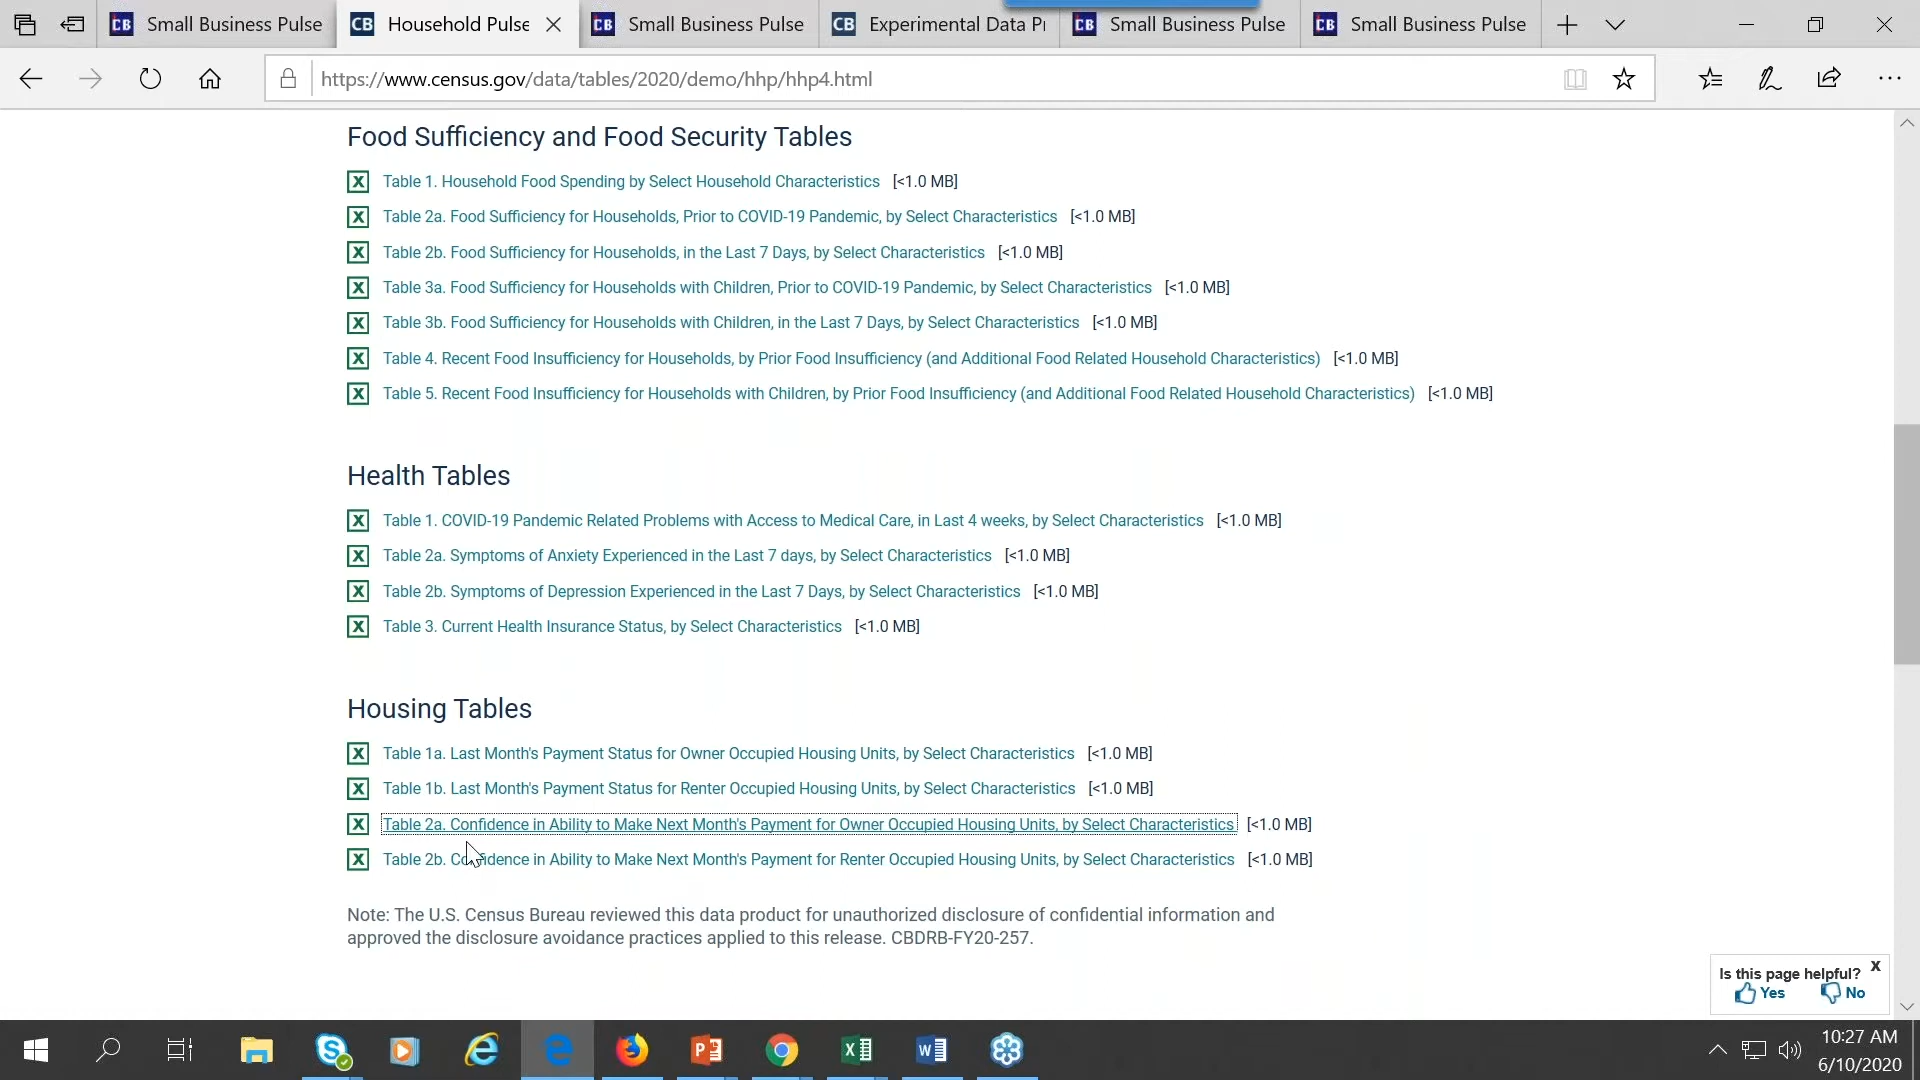 CB Small Business Pulse
CB Household Pulse
CB Small Business Pulse
CB Experimental Data Pr
CB Small Business Pulse
CB Small Business Pulse
https://www.census.gov/data/tables/2020/demo/hhp/hhp4.html
Food Sufficiency and Food Security Tables
X Table 1. Household Food Spending by Select Household Characteristics [<1.0 MB]
X Table 2a. Food Sufficiency for Households, Prior to COVID-19 Pandemic, by Select Characteristics [<1.0 MB]
X Table 2b. Food Sufficiency for Households, in the Last 7 Days, by Select Characteristics [<1.0 MB]
X Table 3a. Food Sufficiency for Households with Children, Prior to COVID-19 Pandemic, by Select Characteristics [<1.0 MB]
X Table 3b. Food Sufficiency for Households with Children, in the Last 7 Days, by Select Characteristics [<1.0 MB]
X Table 4. Recent Food Insufficiency for Households, by Prior Food Insufficiency (and Additional Food Related Household Characteristics) [<1.0 MB]
X Table 5. Recent Food Insufficiency for Households with Children, by Prior Food Insufficiency (and Additional Food Related Household Characteristics) [<1.0 MB]
Health Tables
X Table 1. COVID-19 Pandemic Related Problems with Access to Medical Care, in Last 4 weeks, by Select Characteristics [<1.0 MB]
X Table 2a. Symptoms of Anxiety Experienced in the Last 7 days, by Select Characteristics [<1.0 MB]
X Table 2b. Symptoms of Depression Experienced in the Last 7 Days, by Select Characteristics [<1.0 MB]
X Table 3. Current Health Insurance Status, by Select Characteristics [<1.0 MB]
Housing Tables
X Table 1a. Last Month's Payment Status for Owner Occupied Housing Units, by Select Characteristics [<1.0 MB]
X Table 1b. Last Month's Payment Status for Renter Occupied Housing Units, by Select Characteristics [<1.0 MB]
X Table 2a. Confidence in Ability to Make Next Month's Payment for Owner Occupied Housing Units, by Select Characteristics [<1.0 MB]
X Table 2b. Confidence in Ability to Make Next Month's Payment for Renter Occupied Housing Units, by Select Characteristics [<1.0 MB]
Note: The U.S. Census Bureau reviewed this data product for unauthorized disclosure of confidential information and
approved the disclosure avoidance practices applied to this release. CBDRB-FY20-257.
Is this page helpful? X
Yes No
10:27 AM
6/10/2020